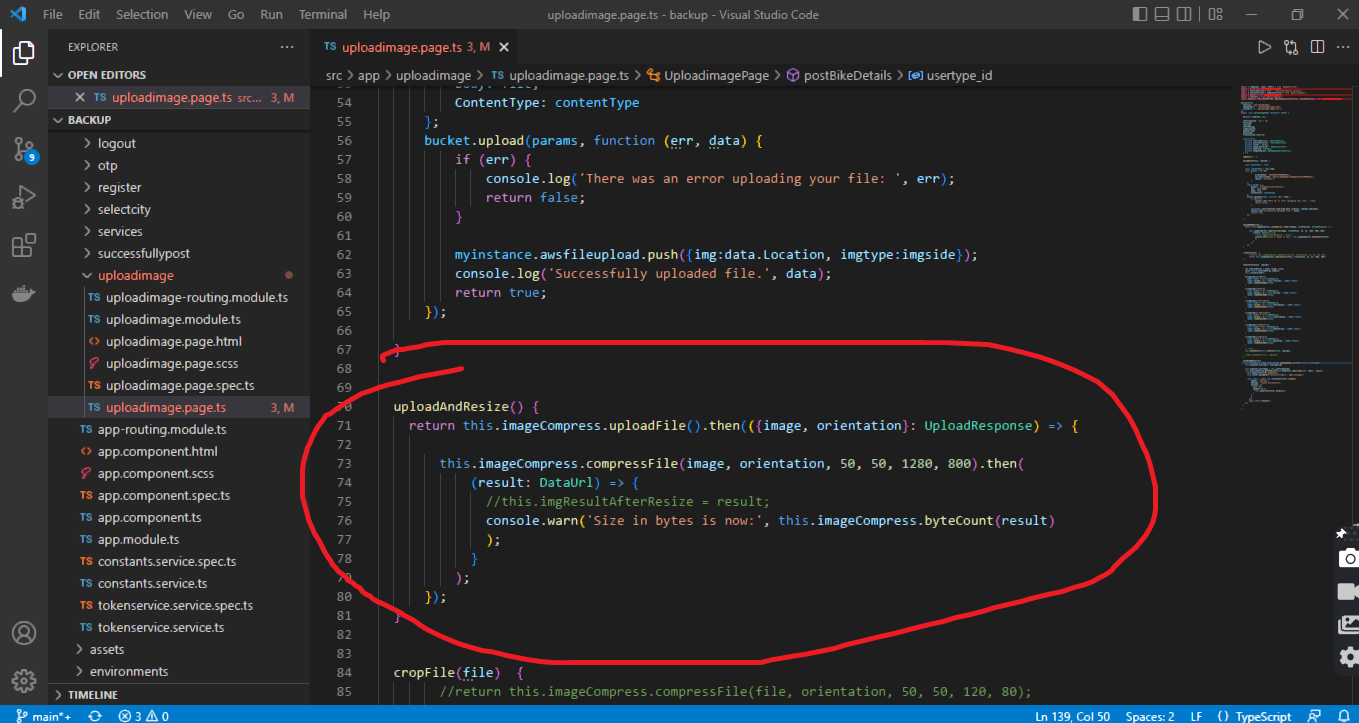 File Edit Selection View Go Run Terminal Help
uploadimage.page.ts - backup - Visual Studio Code
EXPLORER
OPEN EDITORS
TS uploadimage.page.ts src... 3, M
BACKUP
logout
otp
register
selectcity
services
successfullypost
uploadimage
TS uploadimage-routing.module.ts
TS uploadimage.module.ts
<> uploadimage.page.html
uploadimage.page.scss
TS uploadimage.page.spec.ts
TS uploadimage.page.ts 3, M
TS app-routing.module.ts
<> app.component.html
app.component.scss
TS app.component.spec.ts
TS app.component.ts
TS app.module.ts
TS constants.service.spec.ts
TS constants.service.ts
TS tokenservice.service.spec.ts
TS tokenservice.service.ts
assets
environments
TIMELINE
9
TS uploadimage.page.ts 3, M
src > app > uploadimage > TS uploadimage.page.ts > UploadimagePage > postBikeDetails > usertype_id
53 Body: file,
54 ContentType: contentType
55 };
56 bucket.upload(params, function (err, data) {
57 if (err) {
58 console.log('There was an error uploading your file: ', err);
59 return false;
60 }
61
62 myinstance.awsfileupload.push({img:data.Location, imgtype:imgside});
63 console.log('Successfully uploaded file.', data);
64 return true;
65 });
66
67 }
68
69
70 uploadAndResize() {
71 return this.imageCompress.uploadFile().then(({image, orientation}: UploadResponse) => {
72
73 this.imageCompress.compressFile(image, orientation, 50, 50, 1280, 800).then(
74 (result: DataUrl) => {
75 //this.imgResultAfterResize = result;
76 console.warn('Size in bytes is now:', this.imageCompress.byteCount(result)
77 );
78 }
79 );
80 });
81 }
82
83
84 cropFile(file) {
85 //return this.imageCompress.compressFile(file, orientation, 50, 50, 120, 80);
main*+ 3 0
Ln 139, Col 50 Spaces: 2 LF {} TypeScript